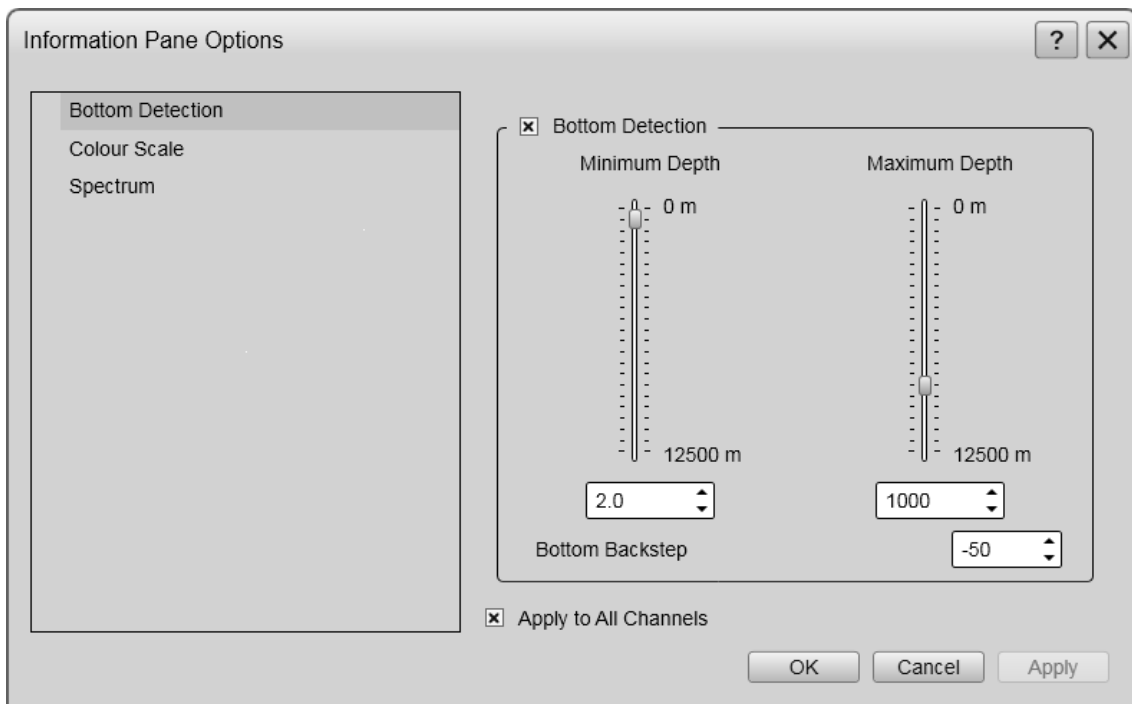 Information Pane Options
?
Bottom Detection
Colour Scale
Spectrum
Bottom Detection
Minimum Depth
Maximum Depth
0 m
0 m
12500 m
12500 m
2.0
1000
Bottom Backstep
-50
Apply to All Channels
OK
Cancel
Apply